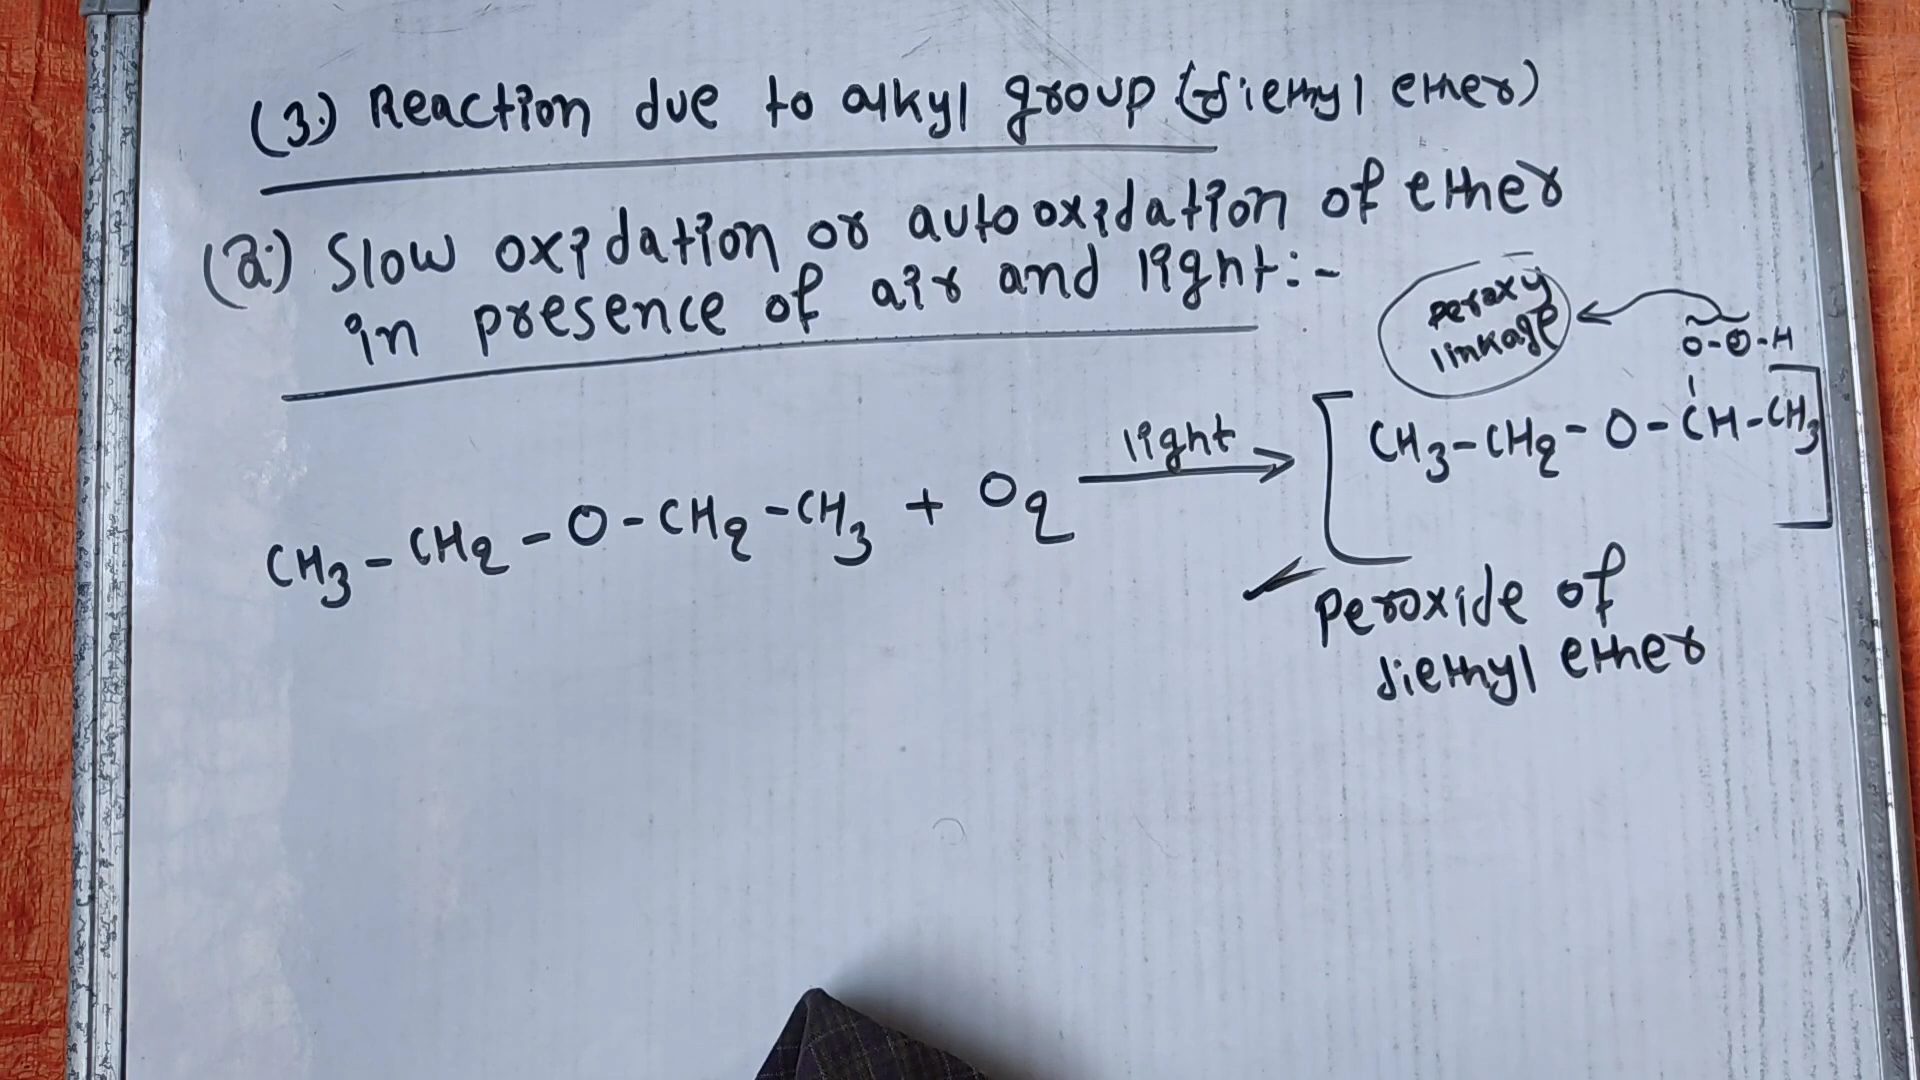 (3.) Reaction due to alkyl group (diethyl ether)
(a.) Slow oxidation or autooxidation of ether
in presence of air and light:-
peroxy
linkage
O-O-H
CH3-CH2-O-CH2-CH3 + O2 light→ [CH3-CH2-O-CH-CH3]
Peroxide of
diethyl ether